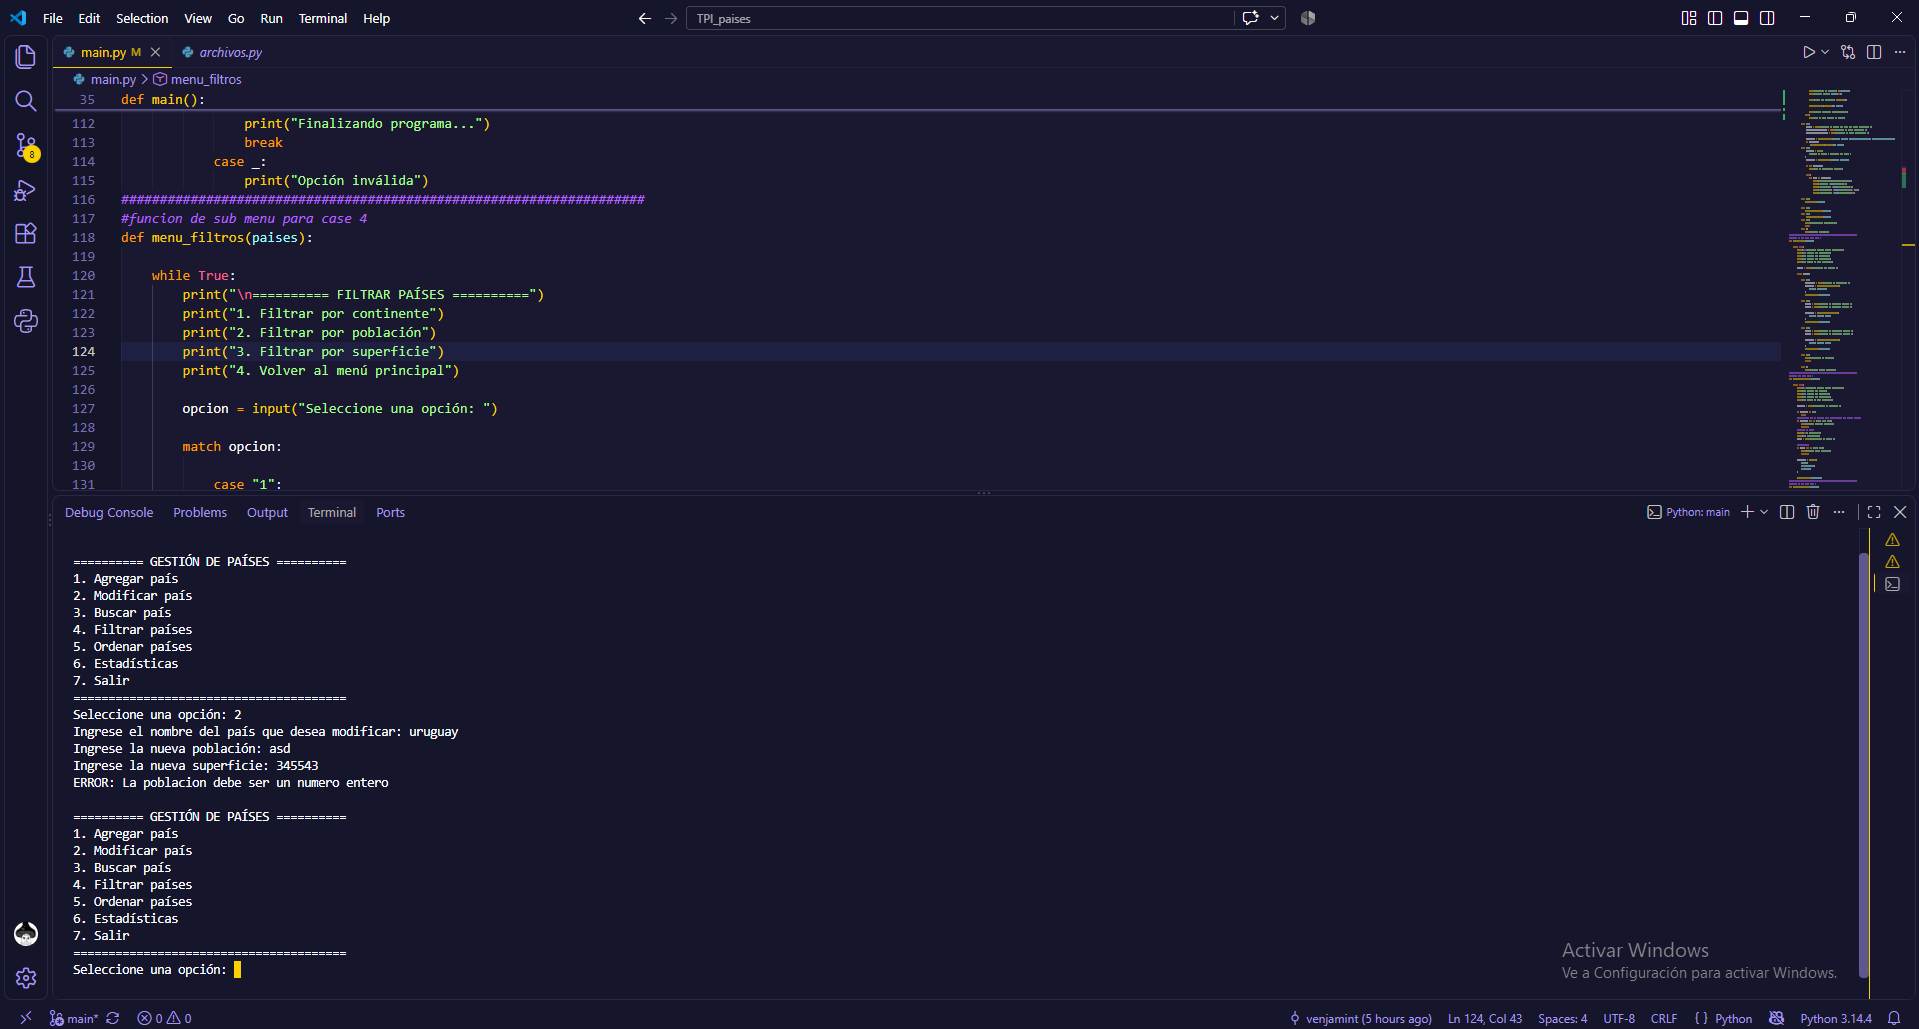 File Edit Selection View Go Run Terminal Help
TPI_paises
main.py M
archivos.py
main.py > menu_filtros
35 def main():
112 print("Finalizando programa...")
113 break
114 case _:
115 print("Opción inválida")
116 ####################################################################
117 #funcion de sub menu para case 4
118 def menu_filtros(paises):
119
120 while True:
121 print("\n========== FILTRAR PAÍSES ==========")
122 print("1. Filtrar por continente")
123 print("2. Filtrar por población")
124 print("3. Filtrar por superficie")
125 print("4. Volver al menú principal")
126
127 opcion = input("Seleccione una opción: ")
128
129 match opcion:
130
131 case "1":
8
Debug Console Problems Output Terminal Ports
Python: main
========== GESTIÓN DE PAÍSES ==========
1. Agregar país
2. Modificar país
3. Buscar país
4. Filtrar países
5. Ordenar países
6. Estadísticas
7. Salir
=======================================
Seleccione una opción: 2
Ingrese el nombre del país que desea modificar: uruguay
Ingrese la nueva población: asd
Ingrese la nueva superficie: 345543
ERROR: La poblacion debe ser un numero entero
========== GESTIÓN DE PAÍSES ==========
1. Agregar país
2. Modificar país
3. Buscar país
4. Filtrar países
5. Ordenar países
6. Estadísticas
7. Salir
=======================================
Seleccione una opción:
Activar Windows
Ve a Configuración para activar Windows.
main* 0 0 venjamint (5 hours ago) Ln 124, Col 43 Spaces: 4 UTF-8 CRLF { } Python Python 3.14.4